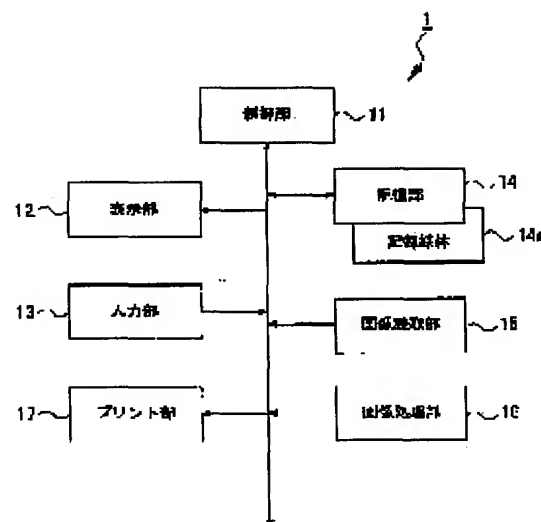 1
制御部
11
表示部
12
記憶部
14
記録媒体
14a
入力部
13
画像読取部
15
プリント部
17
画像処理部
16